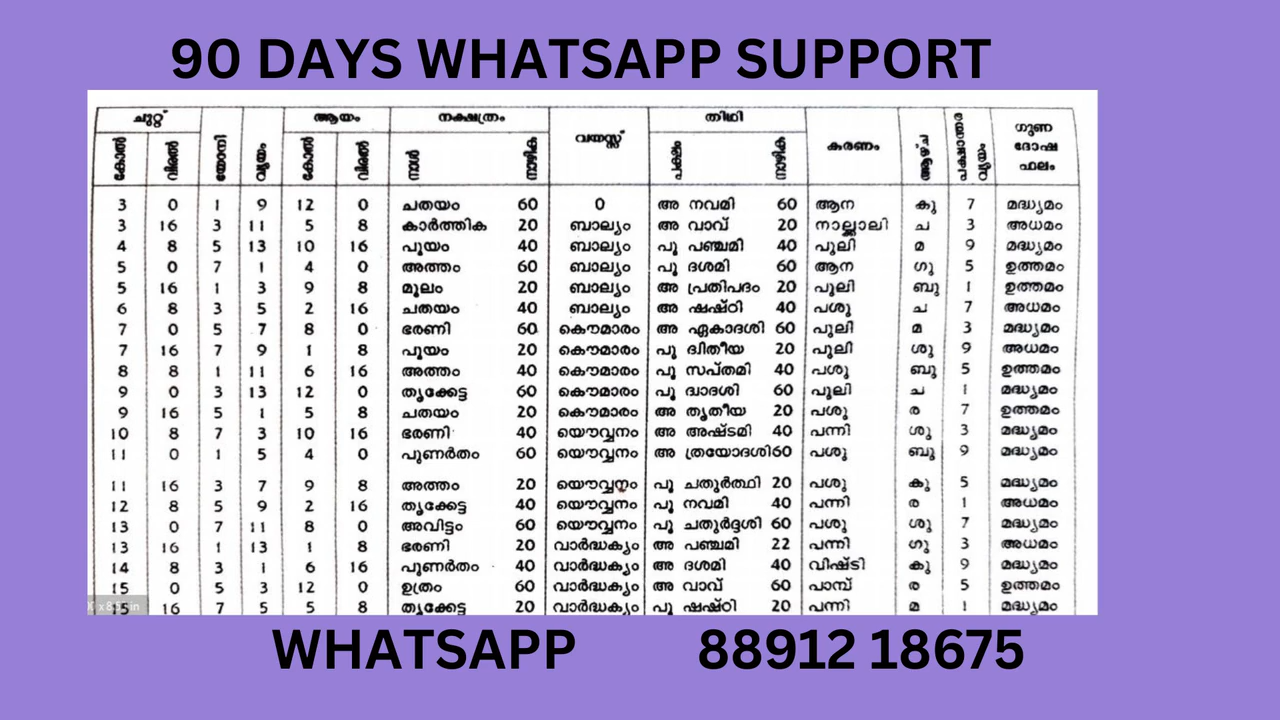 90 DAYS WHATSAPP SUPPORT
ചുറ്റ് ആയം നക്ഷത്രം തിഥി
കോൽ വിരൽ യോനി വ്യയം കോൽ വിരൽ നാൾ നാഴിക വയസ്സ് പക്ഷം നാഴിക കരണം ആഴ്ച പക്ഷാന്തര വ്യയം ഗുണ ദോഷ ഫലം
3 0 1 9 12 0 ചതയം 60 0 അ നവമി 60 ആന കു 7 മദ്ധ്യമം
3 16 3 11 5 8 കാർത്തിക 20 ബാല്യം അ വാവ് 20 നാല്ക്കാലി ച 3 അധമം
4 8 5 13 10 16 പൂയം 40 ബാല്യം പൂ പഞ്ചമി 40 പുലി മ 9 മദ്ധ്യമം
5 0 7 1 4 0 അത്തം 60 ബാല്യം പൂ ദശമി 60 ആന ഗു 5 ഉത്തമം
5 16 1 3 9 8 മൂലം 20 ബാല്യം അ പ്രതിപദം 20 പുലി ബു 1 ഉത്തമം
6 8 3 5 2 16 ചതയം 40 ബാല്യം അ ഷഷ്ഠി 40 പശു ച 7 അധമം
7 0 5 7 8 0 ഭരണി 60 കൌമാരം അ ഏകാദശി 60 പുലി മ 3 മദ്ധ്യമം
7 16 7 9 1 8 പൂയം 20 കൌമാരം പൂ ദ്വിതീയ 20 പുലി ശു 9 അധമം
8 8 1 11 6 16 അത്തം 40 കൌമാരം പൂ സപ്തമി 40 പശു ബു 5 ഉത്തമം
9 0 3 13 12 0 തൃക്കേട്ട 60 കൌമാരം പൂ ദ്വാദശി 60 പുലി ച 1 മദ്ധ്യമം
9 16 5 1 5 8 ചതയം 20 കൌമാരം അ തൃതീയ 20 പശു ര 7 ഉത്തമം
10 8 7 3 10 16 ഭരണി 40 യൌവ്വനം അ അഷ്ടമി 40 പന്നി ശു 3 മദ്ധ്യമം
11 0 1 5 4 0 പുണർതം 60 യൌവ്വനം അ ത്രയോദശി 60 പശു ബു 9 മദ്ധ്യമം
11 16 3 7 9 8 അത്തം 20 യൌവ്വനം പൂ ചതുർത്ഥി 20 പശു കു 5 മദ്ധ്യമം
12 8 5 9 2 16 തൃക്കേട്ട 40 യൌവ്വനം പൂ നവമി 40 പന്നി ര 1 അധമം
13 0 7 11 8 0 അവിട്ടം 60 യൌവ്വനം പൂ ചതുർദ്ദശി 60 പശു ശു 7 മദ്ധ്യമം
13 16 1 13 1 8 ഭരണി 20 വാർദ്ധക്യം അ പഞ്ചമി 22 പന്നി ഗു 3 അധമം
14 8 3 1 6 16 പുണർതം 40 വാർദ്ധക്യം അ ദശമി 40 വിഷ്ടി കു 9 മദ്ധ്യമം
15 0 5 3 12 0 ഉത്രം 60 വാർദ്ധക്യം അ വാവ് 60 പാമ്പ് ര 5 ഉത്തമം
15 16 7 5 5 8 തൃക്കേട്ട 20 വാർദ്ധക്യം പൂ ഷഷ്ഠി 20 പന്നി മ 1 മദ്ധ്യമം
WHATSAPP 88912 18675